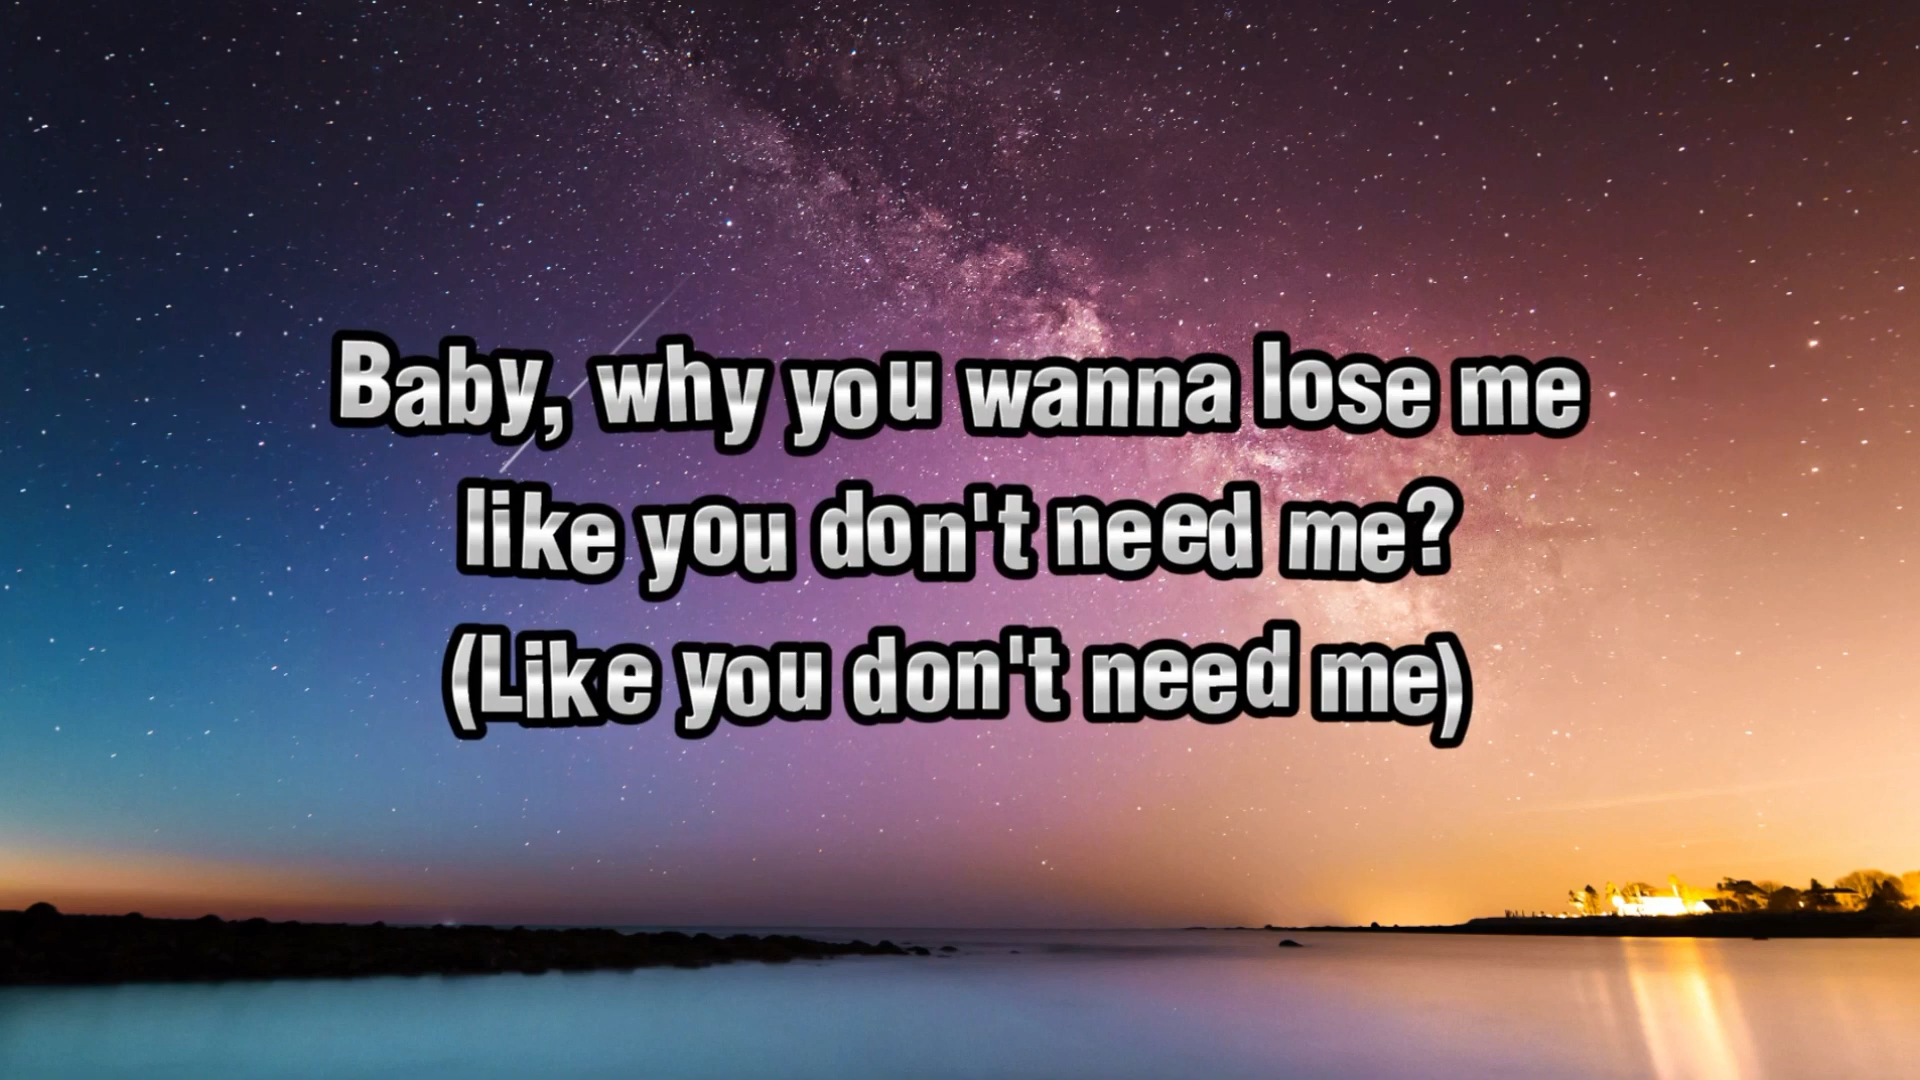 Baby, why you wanna lose me
like you don't need me?
(Like you don't need me)